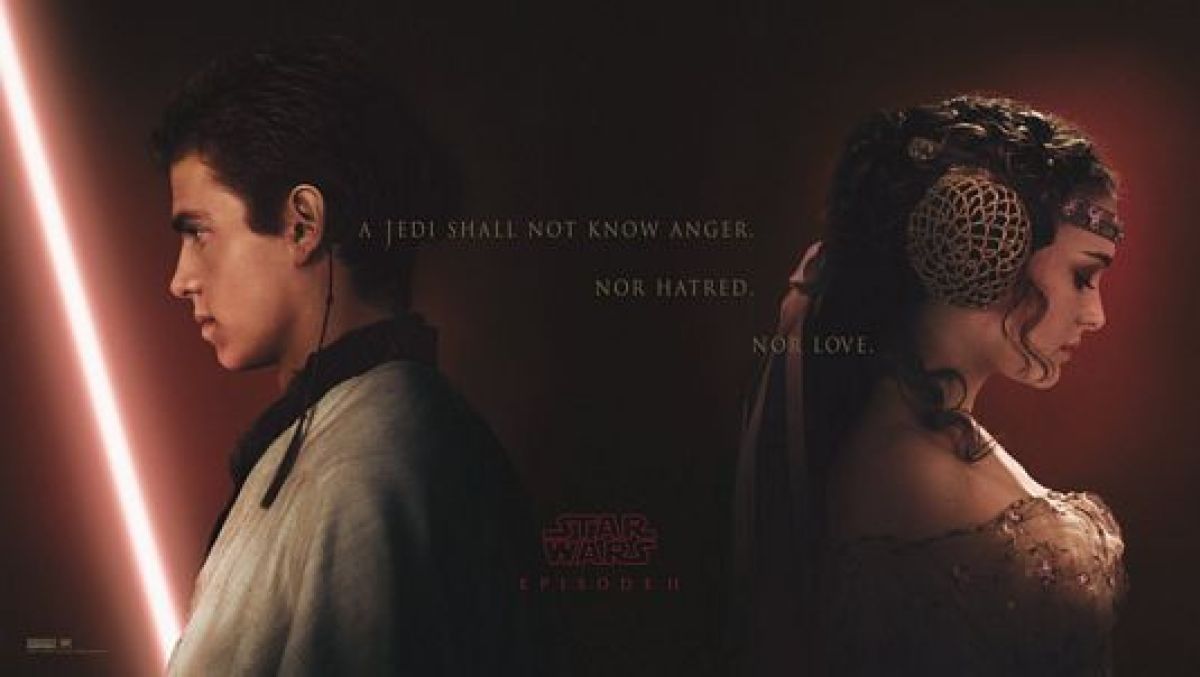 A JEDI SHALL NOT KNOW ANGER.
NOR HATRED.
NOR LOVE.
STAR
WARS
EPISODE II